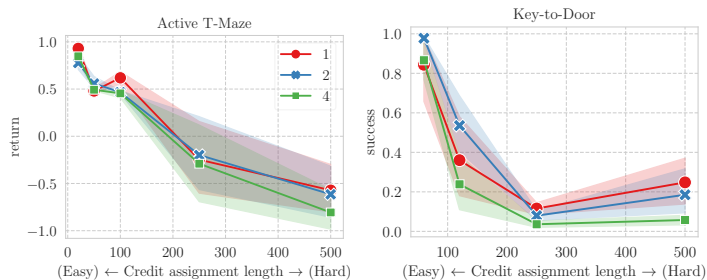 Active T-Maze
1.0
0.5
0.0
−0.5
−1.0
return
1
2
4
0 100 200 300 400 500
(Easy) ← Credit assignment length → (Hard)
Key-to-Door
1.0
0.8
0.6
0.4
0.2
0.0
success
100 200 300 400 500
(Easy) ← Credit assignment length → (Hard)